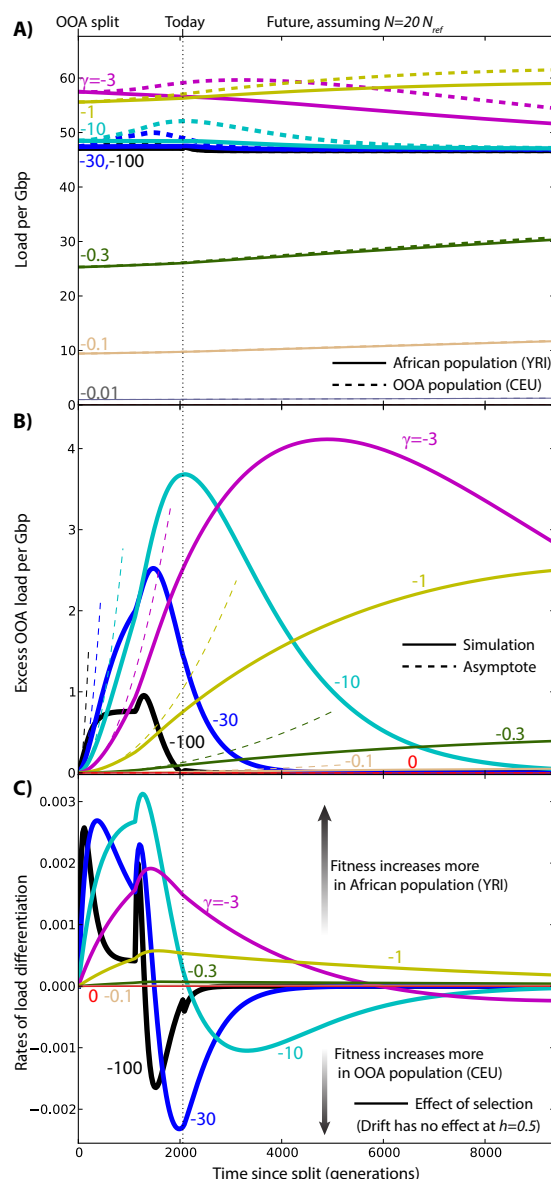 OOA split Today Future, assuming N=20 N_ref
A)
60
50
40
30
20
10
0
Load per Gbp
γ=-3
-1
-10
-30,-100
-0.3
-0.1
-0.01
African population (YRI)
OOA population (CEU)
B)
4
3
2
1
0
Excess OOA load per Gbp
γ=-3
-1
-10
-30
-100
-0.3
-0.1
0
Simulation
Asymptote
C)
0.003
0.002
0.001
0.000
−0.001
−0.002
Rates of load differentiation
Fitness increases more
in African population (YRI)
γ=-3
-1
-0.3
0 -0.1
-10
-100
-30
Fitness increases more
in OOA population (CEU)
Effect of selection
(Drift has no effect at h=0.5)
0 2000 4000 6000 8000
Time since split (generations)